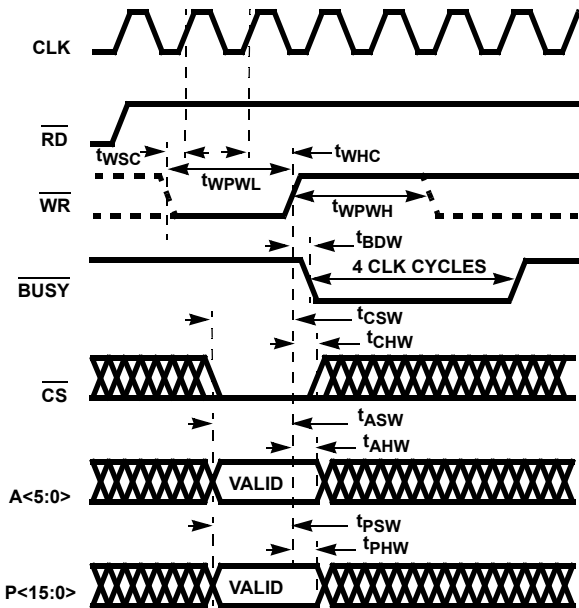 CLK
RD
tWSC
tWHC
tWPWL
WR
tWPWH
tBDW
4 CLK CYCLES
BUSY
tCSW
tCHW
CS
tASW
tAHW
VALID
A<5:0>
tPSW
tPHW
VALID
P<15:0>